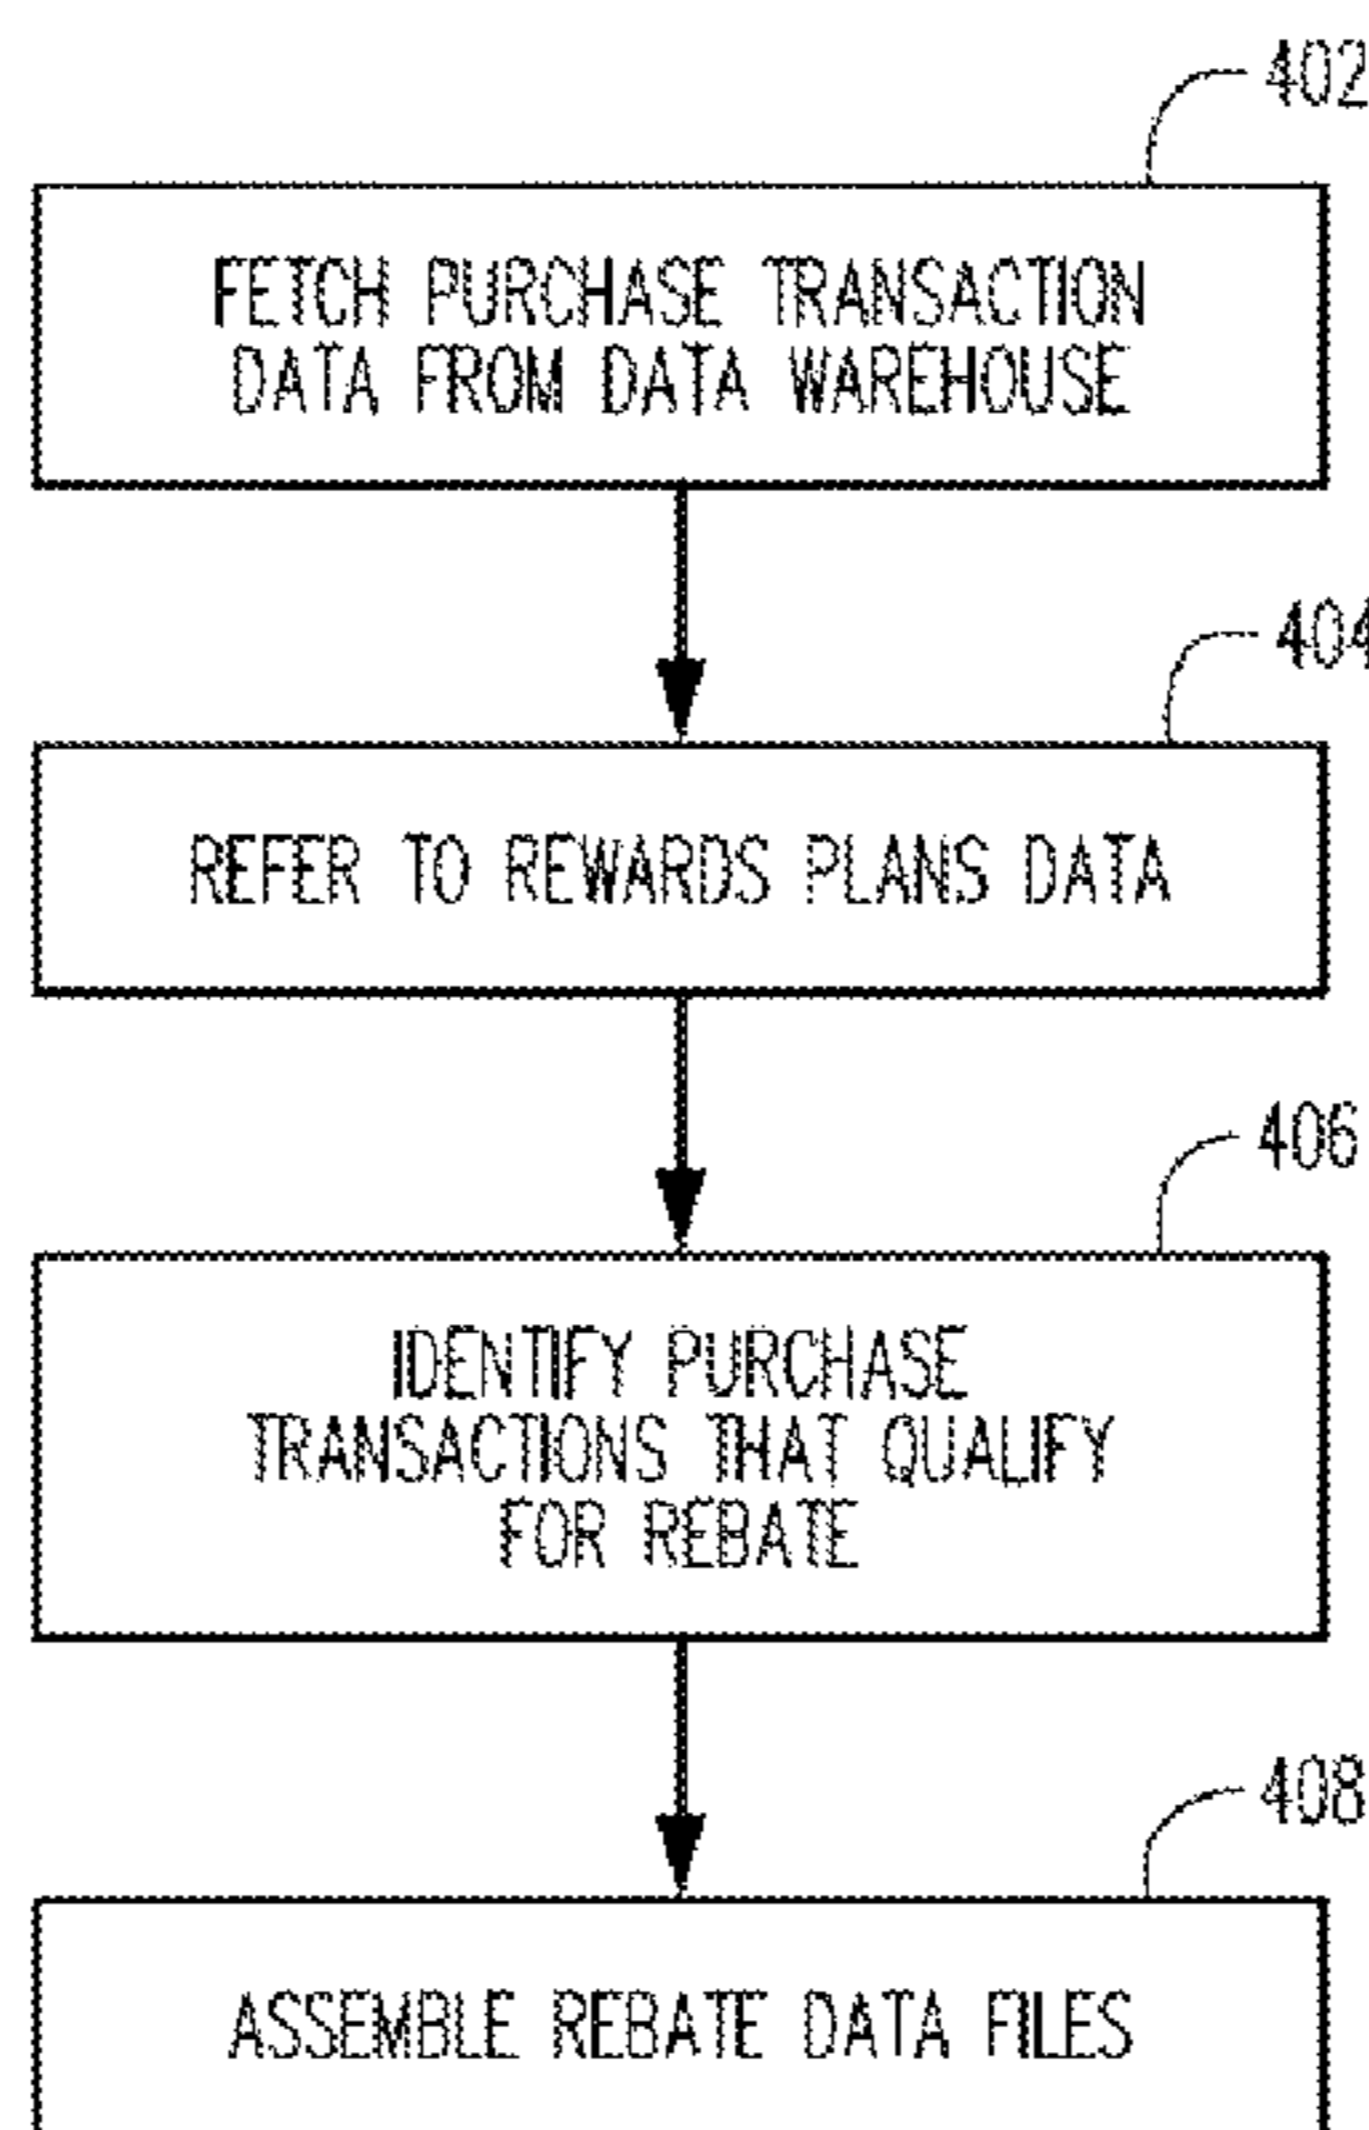 402
FETCH PURCHASE TRANSACTION
DATA FROM DATA WAREHOUSE
404
REFER TO REWARDS PLANS DATA
406
IDENTIFY PURCHASE
TRANSACTIONS THAT QUALIFY
FOR REBATE
408
ASSEMBLE REBATE DATA FILES